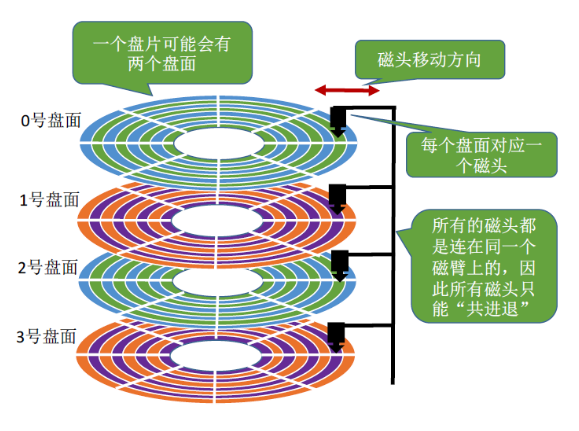 一个盘片可能会有
两个盘面
磁头移动方向
0号盘面
每个盘面对应一
个磁头
1号盘面
所有的磁头都
是连在同一个
磁臂上的，因
此所有磁头只
能“共进退”
2号盘面
3号盘面